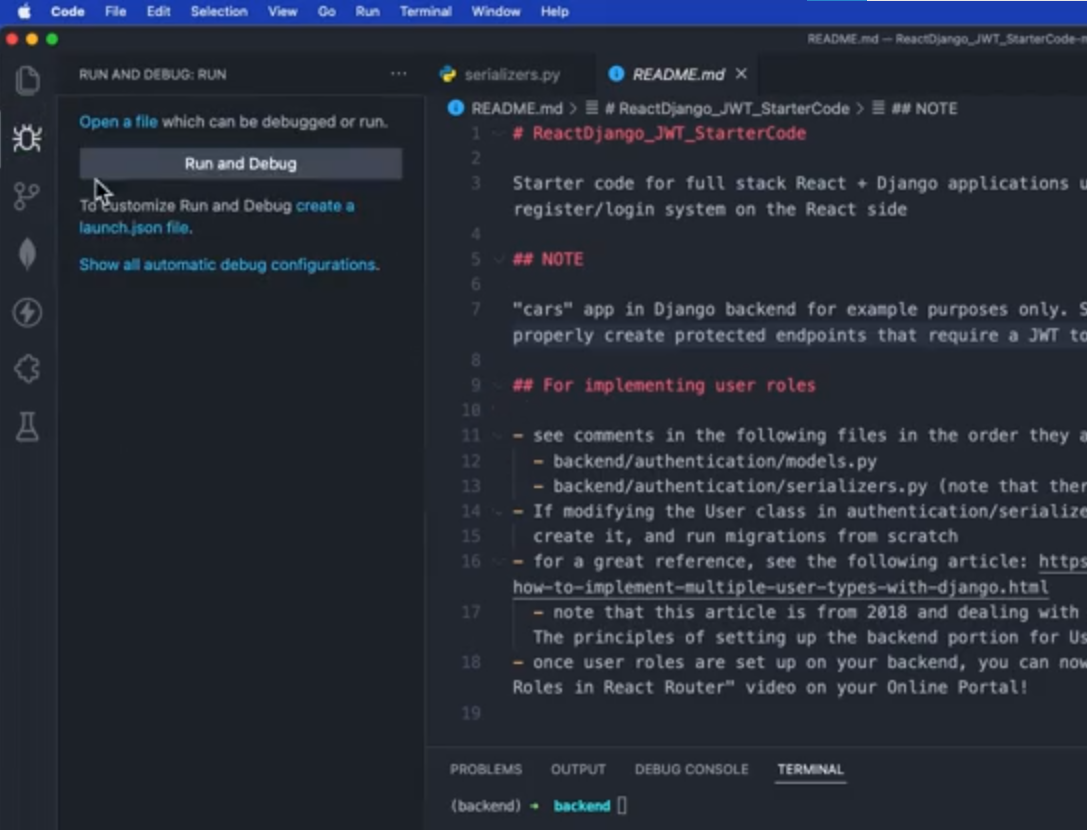 Code File Edit Selection View Go Run Terminal Window Help
README.md — ReactDjango_JWT_StarterCode-
RUN AND DEBUG: RUN ...
serializers.py README.md ×
Open a file which can be debugged or run.
Run and Debug
To customize Run and Debug create a
launch.json file.
Show all automatic debug configurations.
README.md > # ReactDjango_JWT_StarterCode > ## NOTE
1 # ReactDjango_JWT_StarterCode
2
3 Starter code for full stack React + Django applications
register/login system on the React side
4
5 ## NOTE
6
7 "cars" app in Django backend for example purposes only.
properly create protected endpoints that require a JWT
8
9 ## For implementing user roles
10
11 - see comments in the following files in the order they
12 - backend/authentication/models.py
13 - backend/authentication/serializers.py (note that
14 - If modifying the User class in
15 create it, and run migrations from scratch
16 - for a great reference, see the following article: https
how-to-implement-multiple-user-types-with-django.html
17 - note that this article is from 2018 and dealing with
The principles of setting up the backend portion for
18 - once user roles are set up on your backend, you can
Roles in React Router" video on your Online Portal!
19
PROBLEMS OUTPUT DEBUG CONSOLE TERMINAL
(backend) → backend